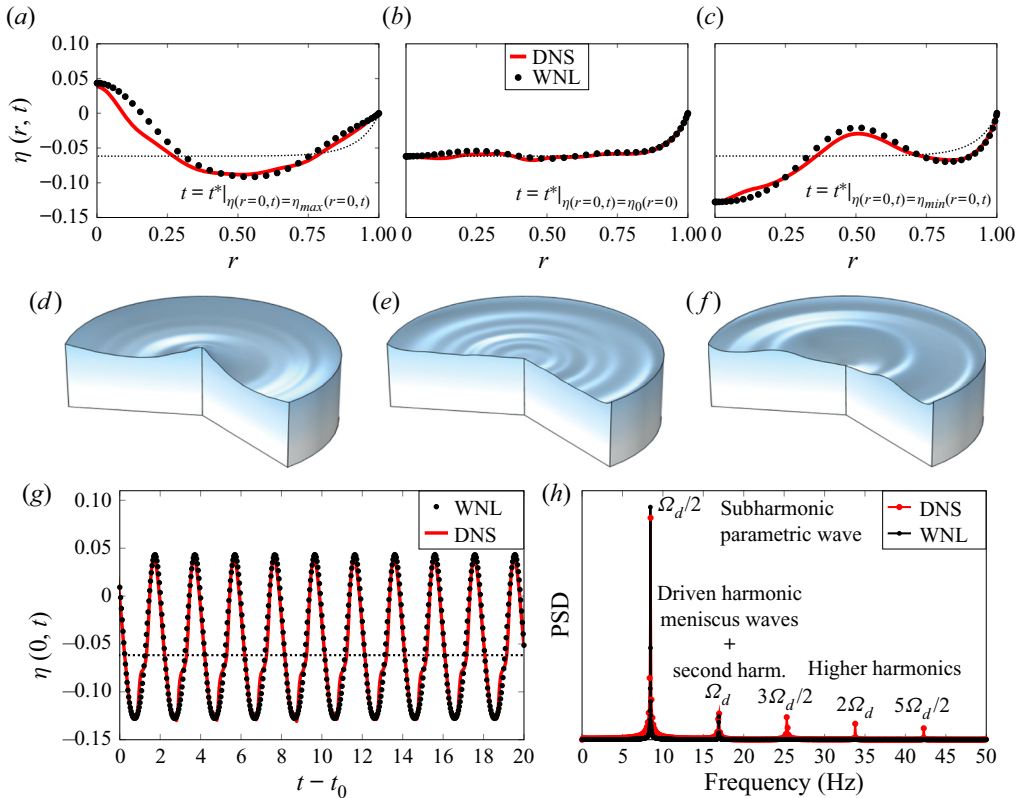 (a)
(b)
(c)
0.10
0.05
0
−0.05
−0.10
−0.15
η (r, t)
DNS
WNL
t = t*|η(r=0,t)=ηmax(r=0,t)
t = t*|η(r=0,t)=η0(r=0)
t = t*|η(r=0,t)=ηmin(r=0,t)
0 0.25 0.50 0.75 1.00
0 0.25 0.50 0.75 1.00
0 0.25 0.50 0.75 1.00
r
r
r
(d)
(e)
(f)
(g)
0.10
0.05
0
−0.05
−0.10
−0.15
η (0, t)
WNL
DNS
0 2 4 6 8 10 12 14 16 18 20
t − t0
(h)
PSD
Ωd/2
Subharmonic
parametric wave
DNS
WNL
Driven harmonic
meniscus waves
+
second harm.
Higher harmonics
Ωd
3Ωd/2
2Ωd
5Ωd/2
0 5 10 15 20 25 30 35 40 45 50
Frequency (Hz)